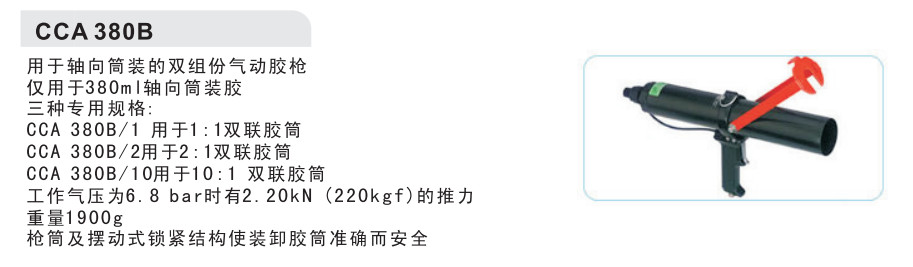 CCA 380B
用于轴向筒装的双组份气动胶枪
仅用于380ml轴向筒装胶
三种专用规格:
CCA 380B/1 用于1:1双联胶筒
CCA 380B/2用于2:1双联胶筒
CCA 380B/10用于10:1 双联胶筒
工作气压为6.8 bar时有2.20kN (220kgf)的推力
重量1900g
枪筒及摆动式锁紧结构使装卸胶筒准确而安全